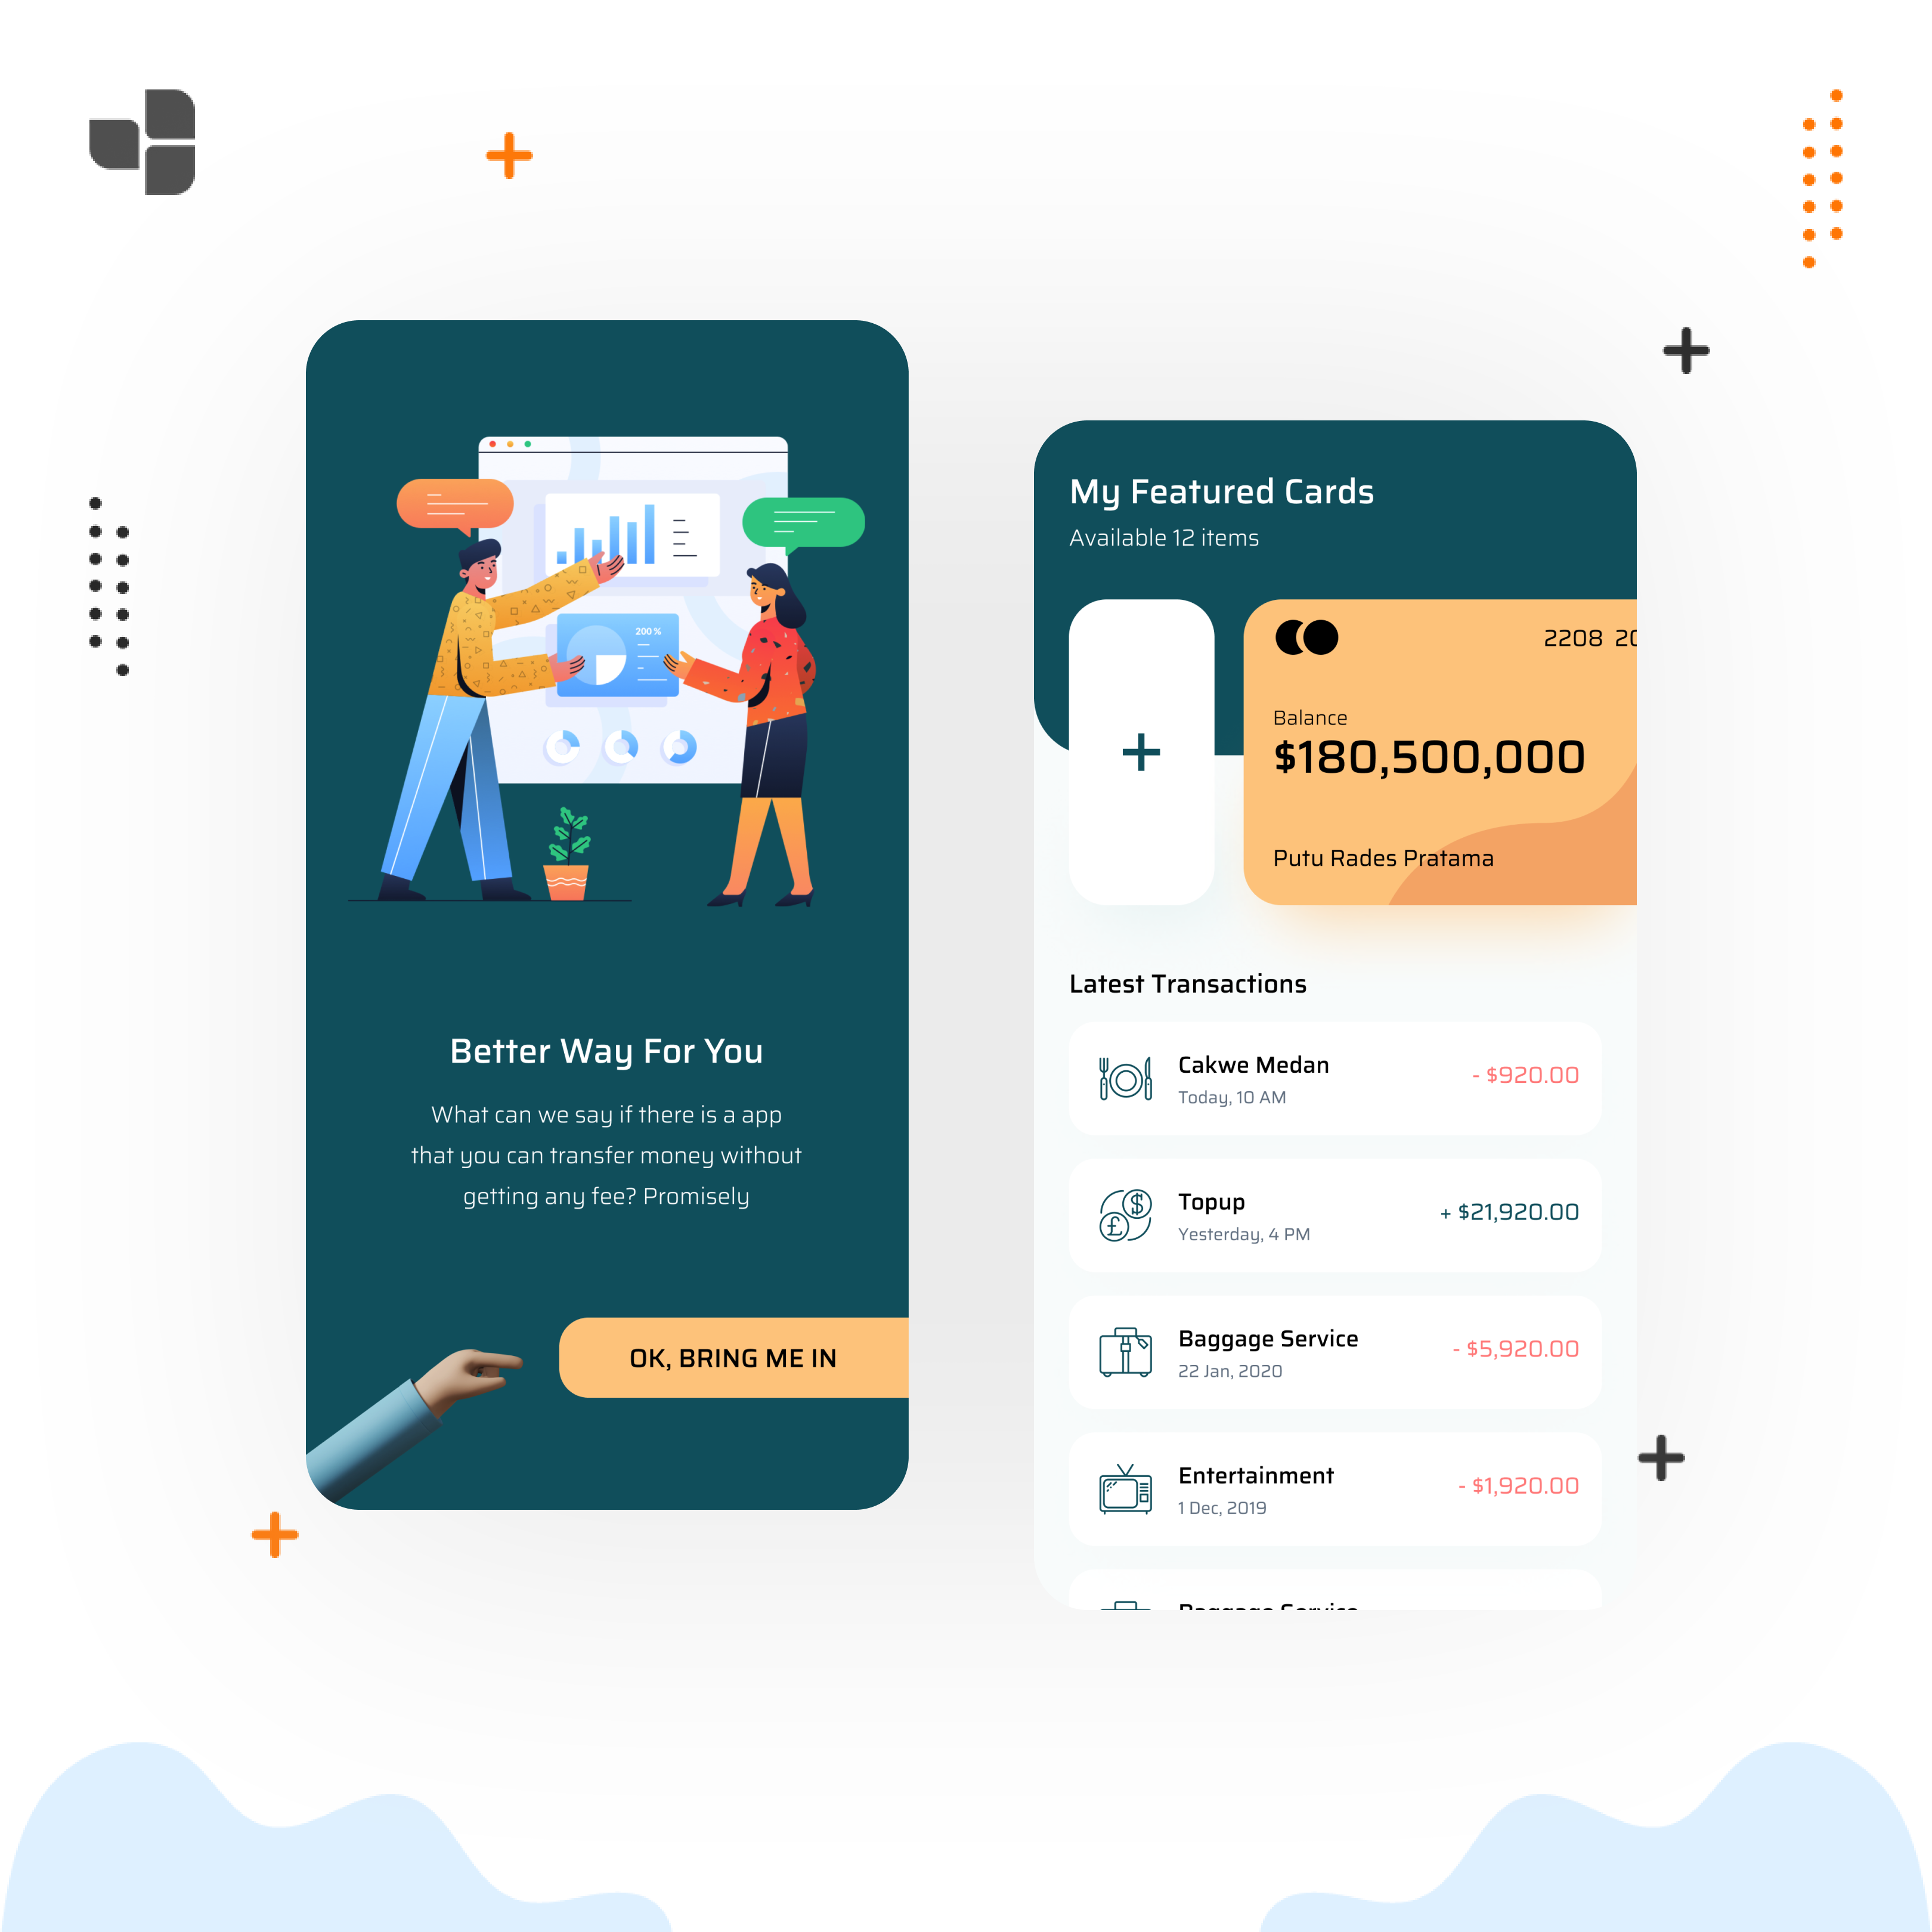 200 %
Better Way For You
What can we say if there is a app
that you can transfer money without
getting any fee? Promisely
OK, BRING ME IN
My Featured Cards
Available 12 items
2208
Balance
$180,500,000
Putu Rades Pratama
Latest Transactions
Cakwe Medan
Today, 10 AM
- $920.00
Topup
Yesterday, 4 PM
+ $21,920.00
Baggage Service
22 Jan, 2020
- $5,920.00
Entertainment
1 Dec, 2019
- $1,920.00
Baggage Service